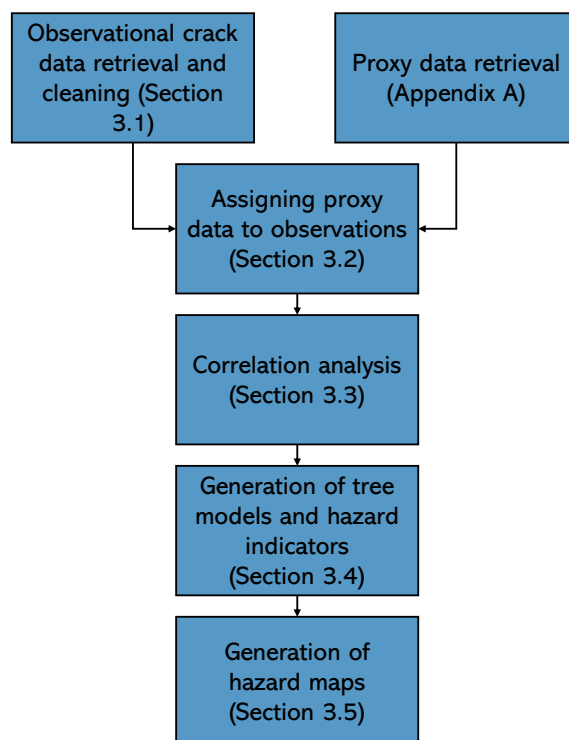 Observational crack
data retrieval and
cleaning (Section
3.1)
Proxy data retrieval
(Appendix A)
Assigning proxy
data to observations
(Section 3.2)
Correlation analysis
(Section 3.3)
Generation of tree
models and hazard
indicators
(Section 3.4)
Generation of
hazard maps
(Section 3.5)